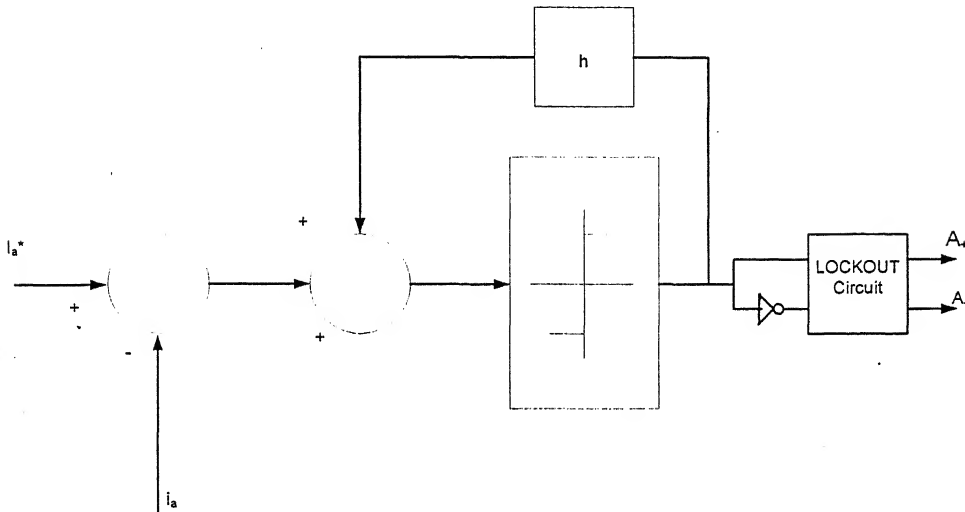 h
+
Iₐ*
+
-
+
iₐ
LOCKOUT
Circuit
A₊
A